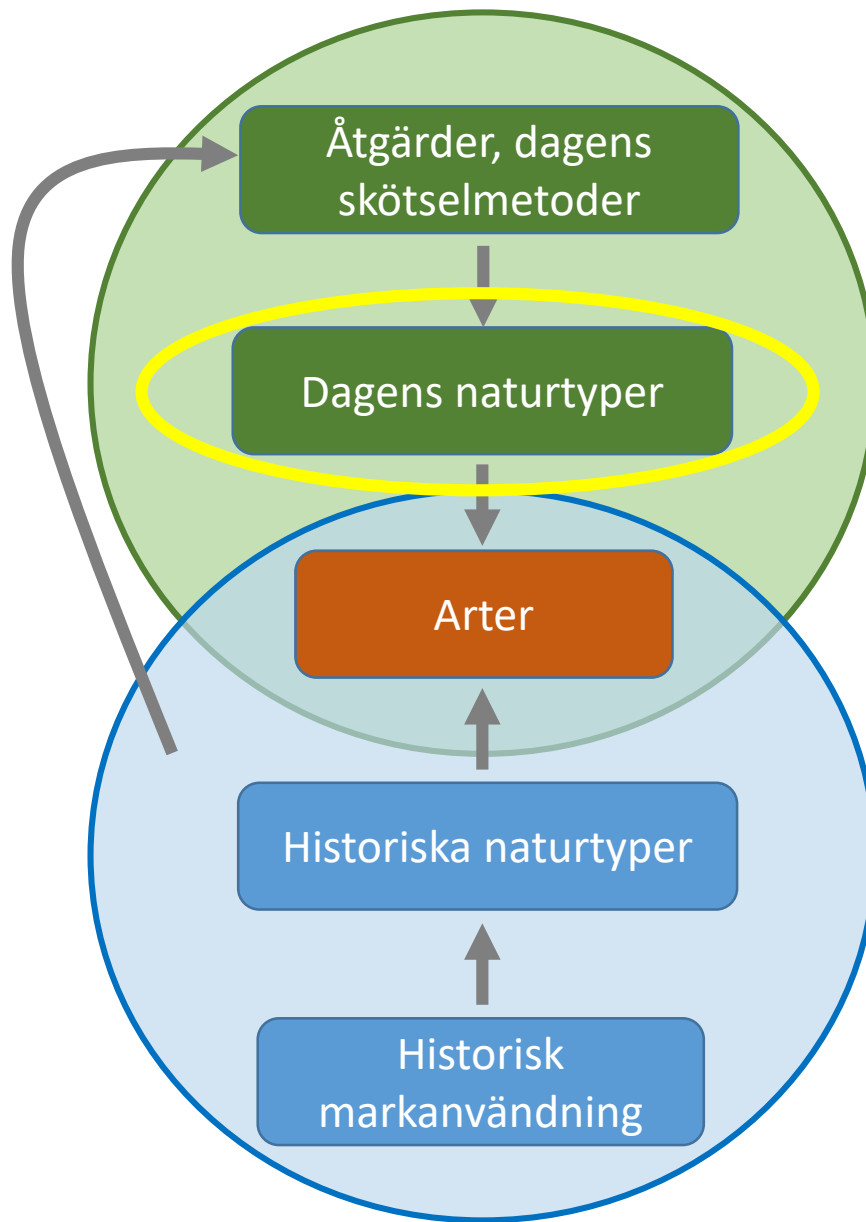 Åtgärder, dagens
skötselmetoder
Dagens naturtyper
Arter
Historiska naturtyper
Historisk
markanvändning